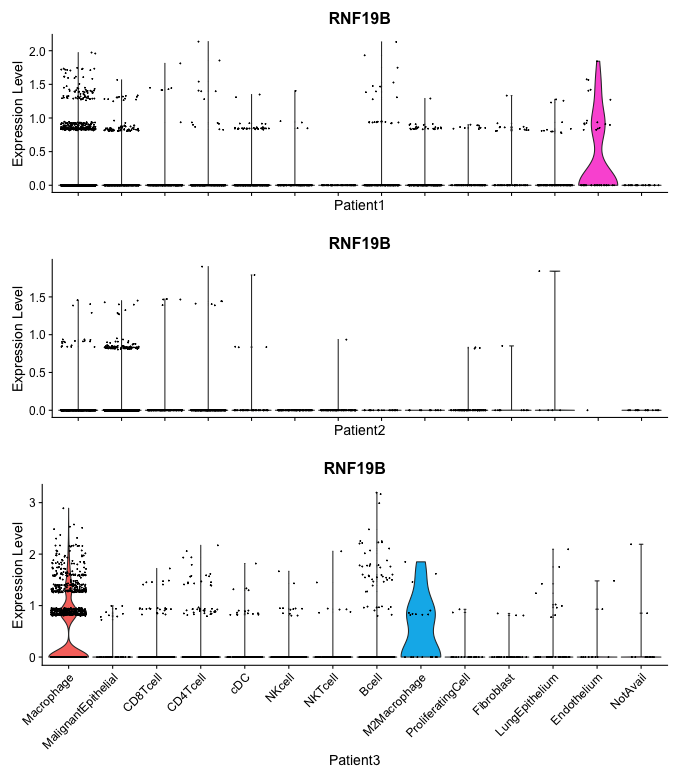 RNF19B
Expression Level
2.0
1.5
1.0
0.5
0.0
Patient1
RNF19B
Expression Level
1.5
1.0
0.5
0.0
Patient2
RNF19B
Expression Level
3
2
1
0
Macrophage
MalignantEpithelial
CD8Tcell
CD4Tcell
cDC
NKcell
NKTcell
Bcell
M2Macrophage
ProliferatingCell
Fibroblast
LungEpithelium
Endothelium
NotAvail
Patient3